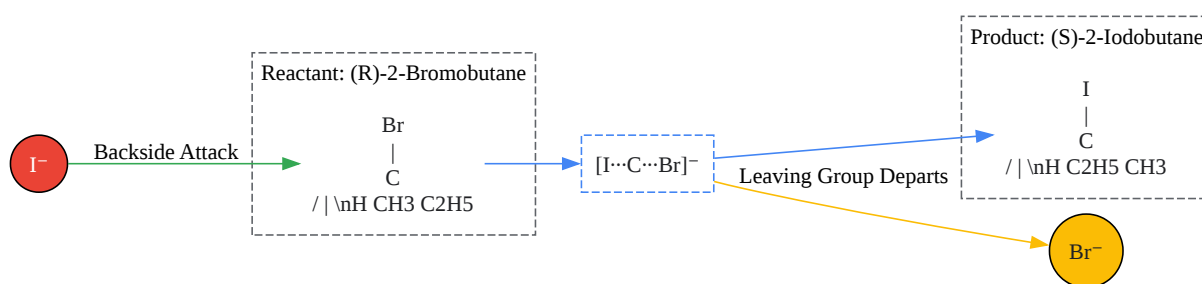 I⁻
Backside Attack
Reactant: (R)-2-Bromobutane
Br
|
C
/ | \nH CH3 C2H5
[I···C···Br]⁻
Leaving Group Departs
Product: (S)-2-Iodobutane
I
|
C
/ | \nH C2H5 CH3
Br⁻